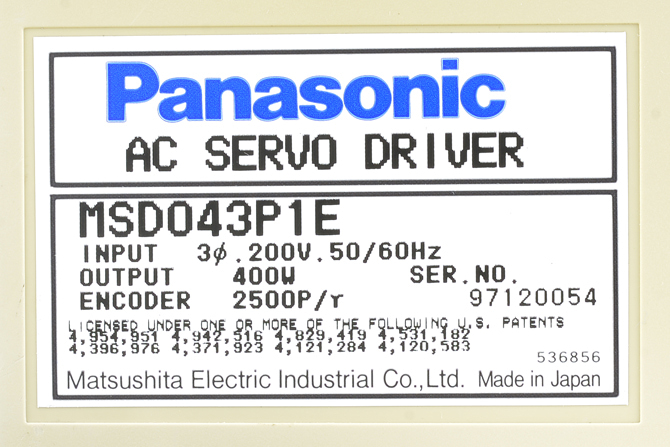 Panasonic
AC SERVO DRIVER
MSD043P1E
INPUT 3ϕ.200V.50/60Hz
OUTPUT 400W SER.NO.
ENCODER 2500P/r 97120054
LICENSED UNDER ONE OR MORE OF THE FOLLOWING U.S. PATENTS
4,954,951 4,942,516 4,829,419 4,531,182
4,396,976 4,371,923 4,121,284 4,120,583
536856
Matsushita Electric Industrial Co.,Ltd. Made in Japan